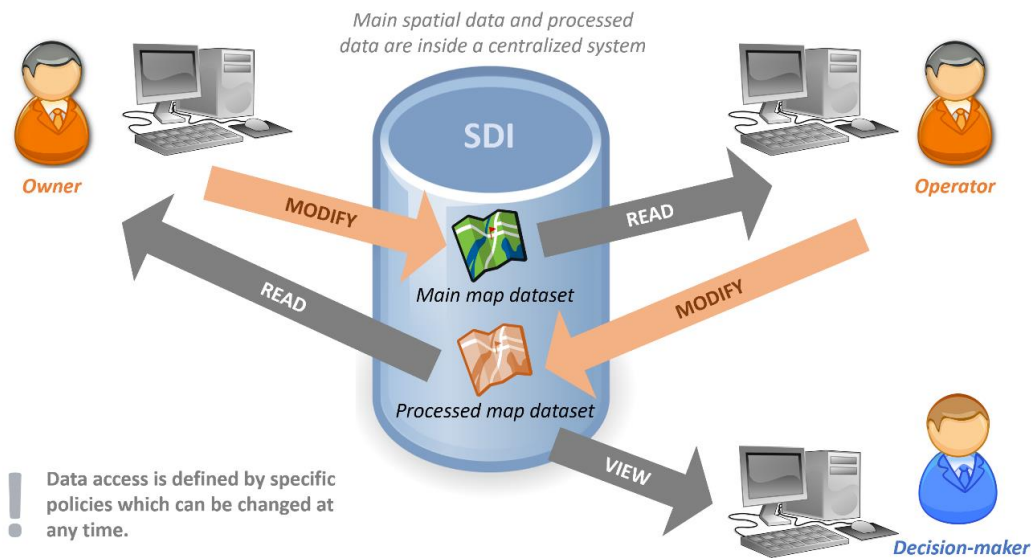 Main spatial data and processed
data are inside a centralized system
SDI
Owner
Operator
MODIFY
READ
READ
MODIFY
Main map dataset
Processed map dataset
VIEW
Data access is defined by specific
policies which can be changed at
any time.
Decision-maker